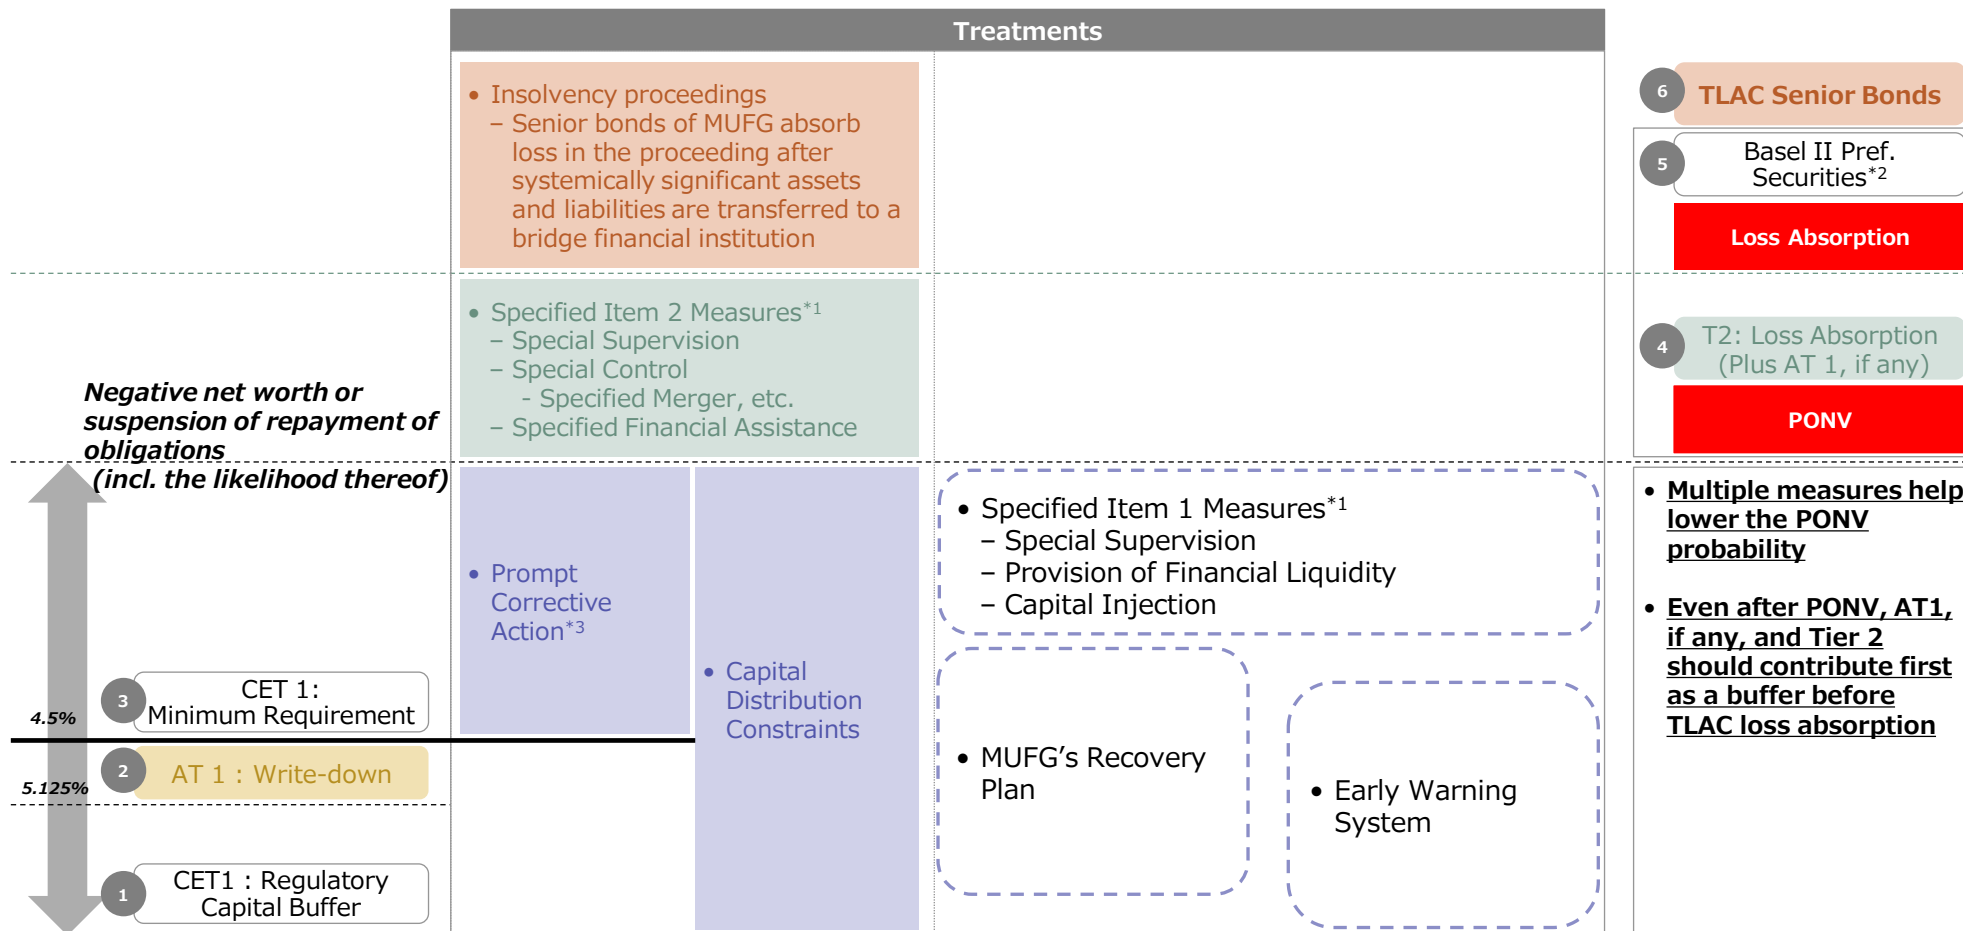 Treatments
• Insolvency proceedings
– Senior bonds of MUFG absorb
loss in the proceeding after
systemically significant assets
and liabilities are transferred to a
bridge financial institution
6
TLAC Senior Bonds
5
Basel II Pref.
Securities*2
Loss Absorption
• Specified Item 2 Measures*1
– Special Supervision
– Special Control
- Specified Merger, etc.
– Specified Financial Assistance
4
T2: Loss Absorption
(Plus AT 1, if any)
PONV
Negative net worth or
suspension of repayment of
obligations
(incl. the likelihood thereof)
• Prompt
Corrective
Action*3
• Capital
Distribution
Constraints
• Specified Item 1 Measures*1
– Special Supervision
– Provision of Financial Liquidity
– Capital Injection
• MUFG’s Recovery
Plan
• Early Warning
System
• Multiple measures help
lower the PONV
probability
• Even after PONV, AT1,
if any, and Tier 2
should contribute first
as a buffer before
TLAC loss absorption
3
CET 1:
Minimum Requirement
4.5%
2
AT 1 : Write-down
5.125%
1
CET1 : Regulatory
Capital Buffer